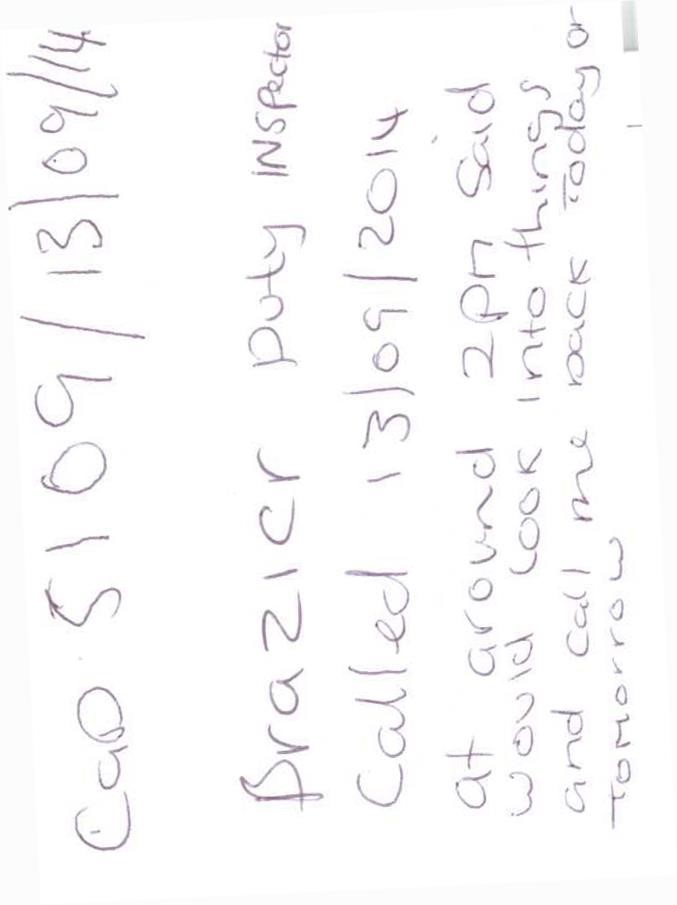 Cad 5109/13/09/14
Brazier Duty Inspector
Called 13/09/2014
at around 2PM Said
would look into things
and call me back today or
Tomorrow